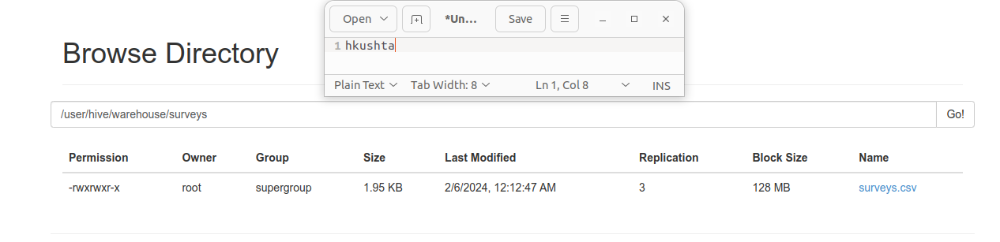 Open *Un... Save
1 hkushta
Plain Text Tab Width: 8 Ln 1, Col 8 INS
Browse Directory
/user/hive/warehouse/surveys Go!
Permission Owner Group Size Last Modified Replication Block Size Name
-rwxrwxr-x root supergroup 1.95 KB 2/6/2024, 12:12:47 AM 3 128 MB surveys.csv